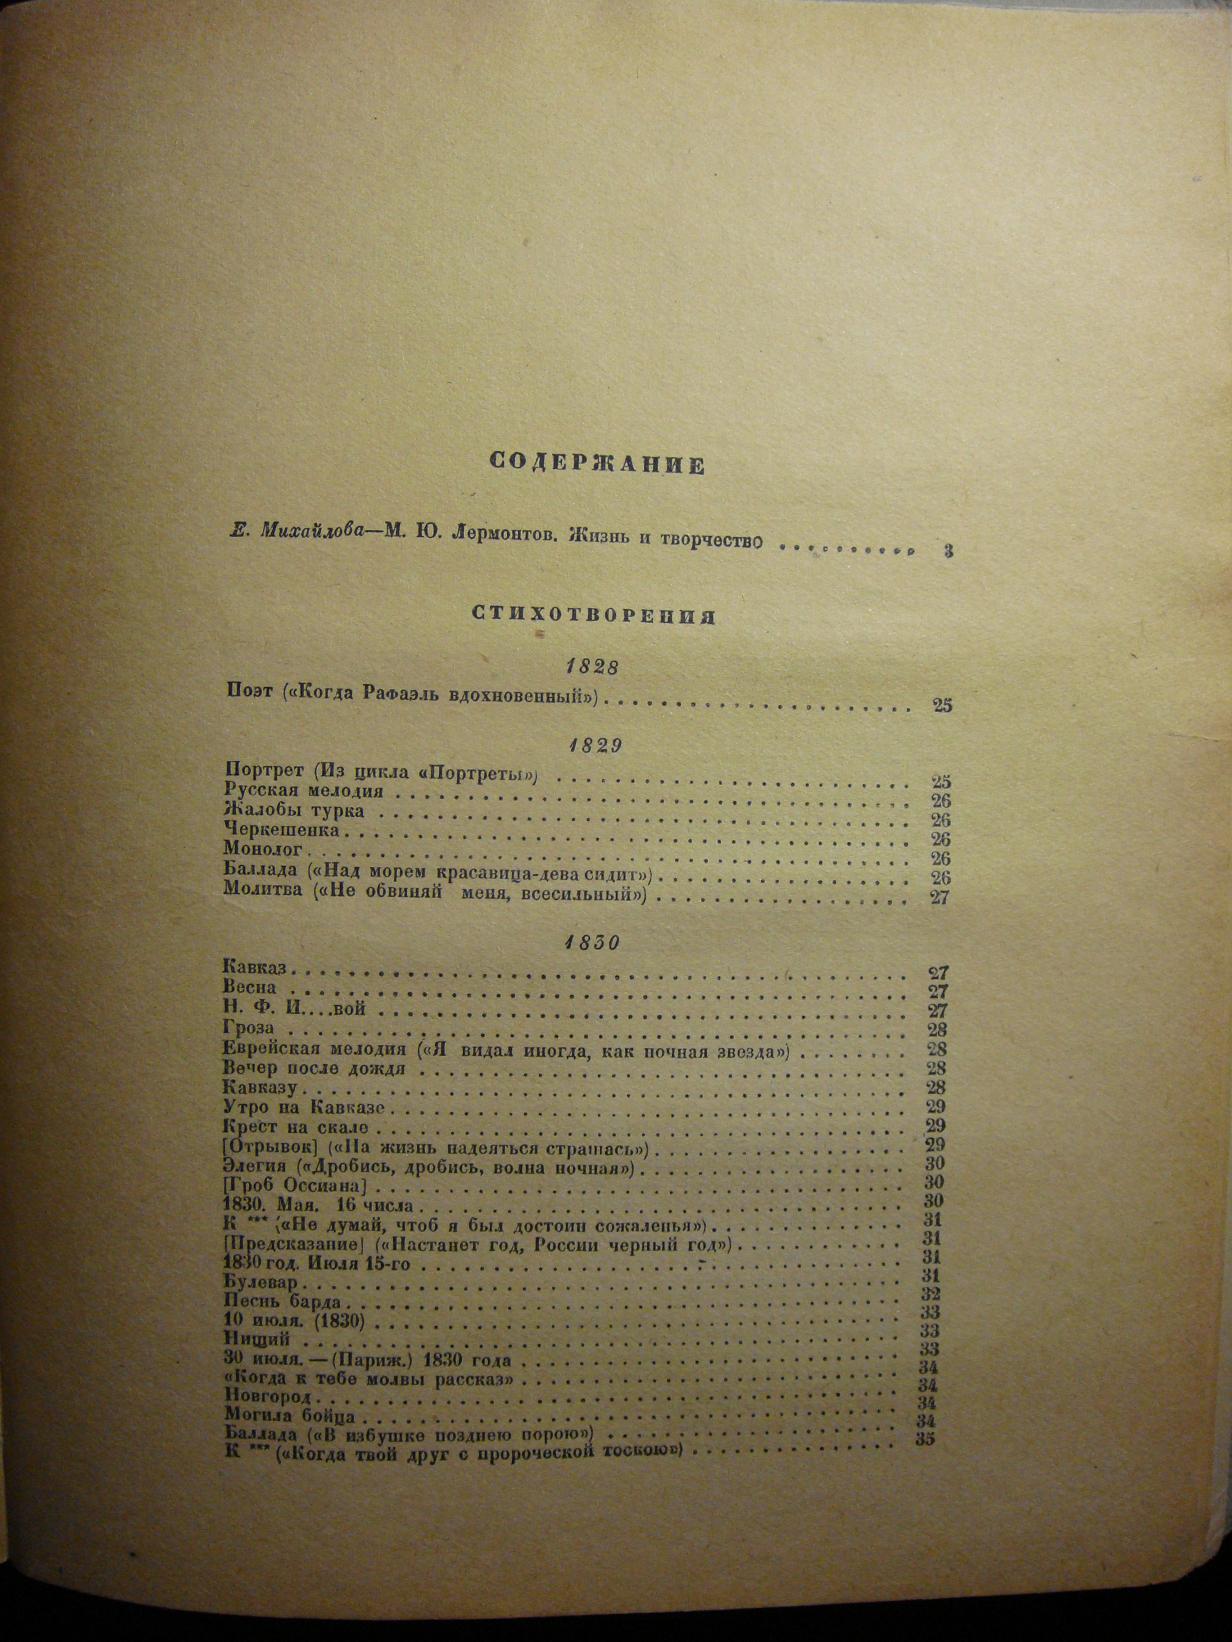 СОДЕРЖАНИЕ
Е. Михайлова—М. Ю. Лермонтов. Жизнь и творчество . . . . . . . . . . 3
СТИХОТВОРЕНИЯ
1828
Поэт («Когда Рафаэль вдохновенный») . . . . . . . . . . 25
1829
Портрет (Из цикла «Портреты») . . . . . . . . . . 25
Русская мелодия . . . . . . . . . . 26
Жалобы турка . . . . . . . . . . 26
Черкешенка . . . . . . . . . . 26
Монолог . . . . . . . . . . 26
Баллада («Над морем красавица-дева сидит») . . . . . . . . . . 26
Молитва («Не обвиняй меня, всесильный») . . . . . . . . . . 27
1830
Кавказ . . . . . . . . . . 27
Весна . . . . . . . . . . 27
Н. Ф. И....вой . . . . . . . . . . 27
Гроза . . . . . . . . . . 28
Еврейская мелодия («Я видал иногда, как ночная звезда») . . . . . . . . 28
Вечер после дождя . . . . . . . . . . 28
Кавказу . . . . . . . . . . 28
Утро на Кавказе . . . . . . . . . . 29
Крест на скале . . . . . . . . . . 29
[Отрывок] («На жизнь надеяться страшась») . . . . . . . . . . 29
Элегия («Дробись, дробись, волна ночная») . . . . . . . . . . 30
[Гроб Оссиана] . . . . . . . . . . 30
1830. Мая. 16 числа . . . . . . . . . . 30
К *** («Не думай, чтоб я был достоин сожаленья») . . . . . . . . . . 31
[Предсказание] («Настанет год, России черный год») . . . . . . . . . . 31
1830 год. Июля 15-го . . . . . . . . . . 31
Булевар . . . . . . . . . . 31
Песнь барда . . . . . . . . . . 32
10 июля. (1830) . . . . . . . . . . 33
Нищий . . . . . . . . . . 33
30 июля. — (Париж.) 1830 года . . . . . . . . . . 33
«Когда к тебе молвы рассказ» . . . . . . . . . . 34
Новгород . . . . . . . . . . 34
Могила бойца . . . . . . . . . . 34
Баллада («В избушке позднею порою») . . . . . . . . . . 34
К *** («Когда твой друг с пророческой тоскою») . . . . . . . . . . 35